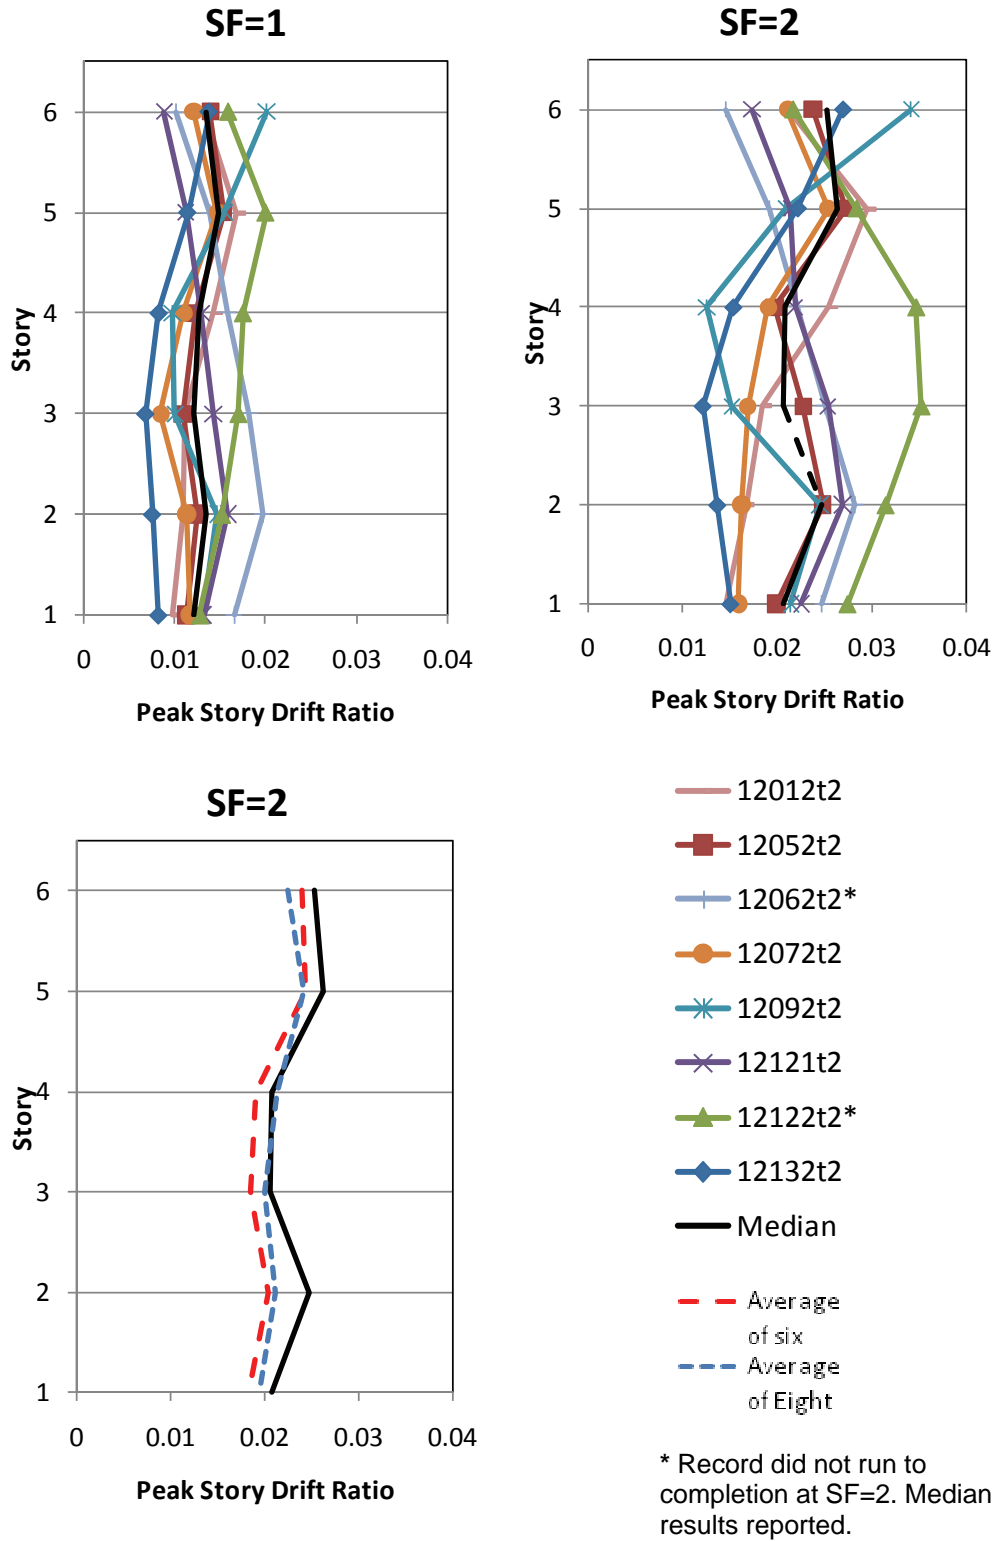 SF=1
6
5
4
3
2
1
Story
0 0.01 0.02 0.03 0.04
Peak Story Drift Ratio
SF=2
6
5
4
3
2
1
Story
0 0.01 0.02 0.03 0.04
Peak Story Drift Ratio
SF=2
6
5
4
3
2
1
Story
0 0.01 0.02 0.03 0.04
Peak Story Drift Ratio
12012t2
12052t2
12062t2*
12072t2
12092t2
12121t2
12122t2*
12132t2
Median
Average
of six
Average
of Eight
* Record did not run to
completion at SF=2. Median
results reported.